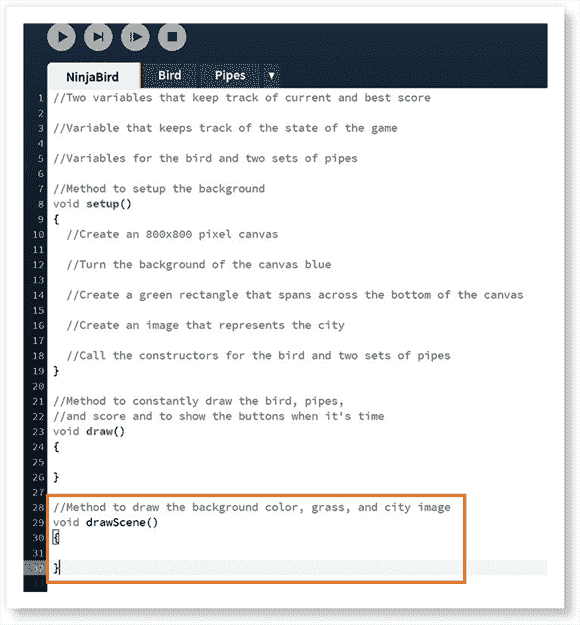 NinjaBird Bird Pipes ▼
1 //Two variables that keep track of current and best score
2
3 //Variable that keeps track of the state of the game
4
5 //Variables for the bird and two sets of pipes
6
7 //Method to setup the background
8 void setup()
9 {
10 //Create an 800x800 pixel canvas
11
12 //Turn the background of the canvas blue
13
14 //Create a green rectangle that spans across the bottom of the canvas
15
16 //Create an image that represents the city
17
18 //Call the constructors for the bird and two sets of pipes
19 }
20
21 //Method to constantly draw the bird, pipes,
22 //and score and to show the buttons when it's time
23 void draw()
24 {
25
26 }
27
28 //Method to draw the background color, grass, and city image
29 void drawScene()
30 {
31
32 }
33